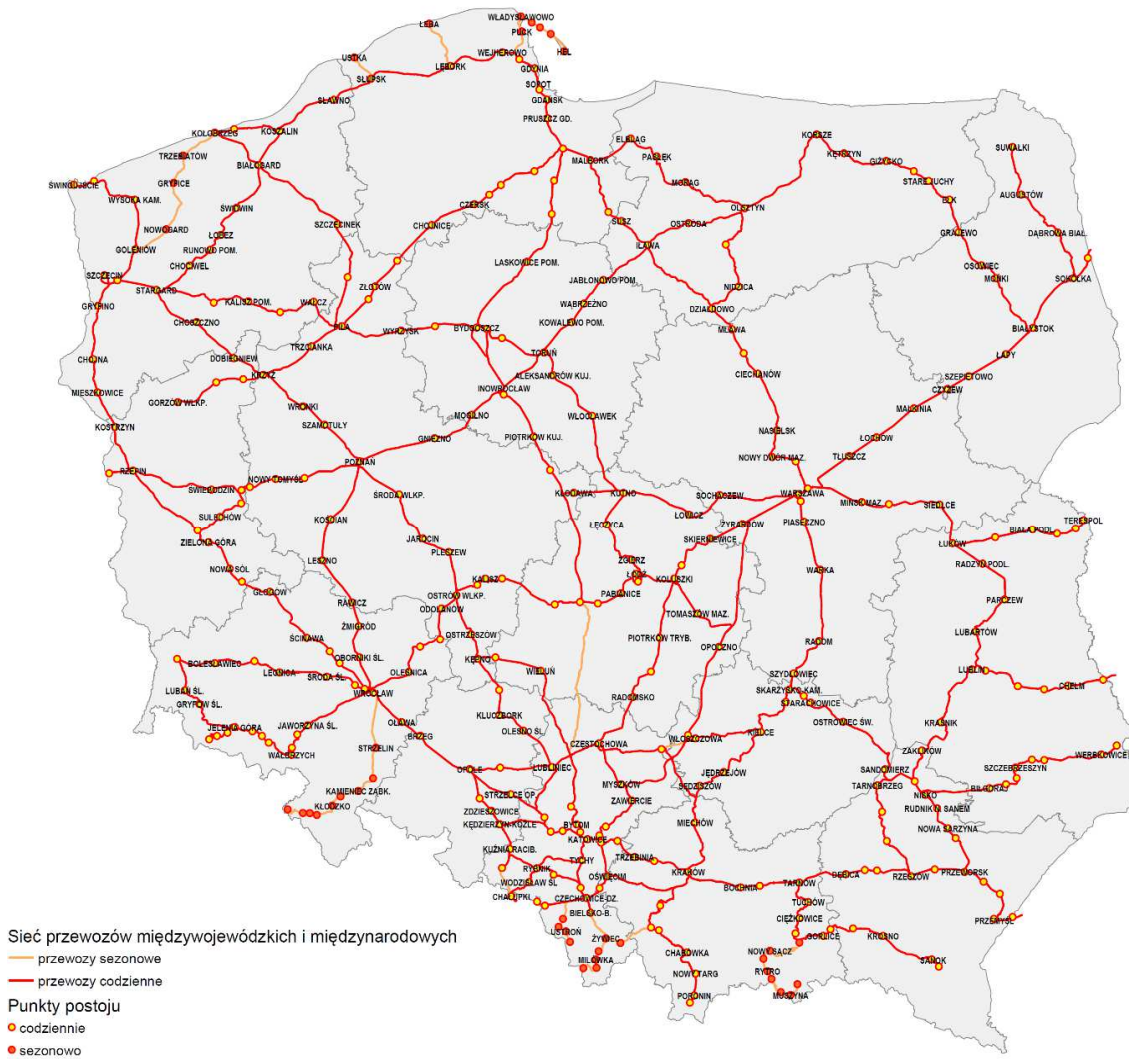 ŁEBA
WŁADYSŁAWOWO
PUCK
HEL
USTKA
WEJHEROWO
LĘBORK
GDYNIA
SŁUPSK
SOPOT
SŁAWNO
GDAŃSK
PRUSZCZ GD.
KOŁOBRZEG
KOSZALIN
ELBLĄG
KORSZE
SUWAŁKI
TRZEBIATÓW
BIAŁOGARD
MALBORK
PASŁĘK
KĘTRZYN
GIŻYCKO
STARE JUCHY
ŚWINOUJŚCIE
GRYFICE
MORĄG
AUGUSTÓW
WYSOKA KAM.
ŚWIDWIN
CZERSK
OLSZTYN
EŁK
NOWOGARD
ŁOBEZ
SZCZECINEK
CHOJNICE
SUSZ
OSTRÓDA
GRAJEWO
DĄBROWA BIAŁ.
GOLENIÓW
RUNOWO POM.
IŁAWA
CHOCIWEL
LASKOWICE POM.
OSOWIEC
SZCZECIN
STARGARD
ZŁOTÓW
JABŁONOWO POM.
NIDZICA
MOŃKI
SOKÓŁKA
GRYFINO
KALISZ POM.
WAŁCZ
WĄBRZEŹNO
DZIAŁDOWO
CHOSZCZNO
PIŁA
WYRZYSK
BYDGOSZCZ
KOWALEWO POM.
MŁAWA
BIAŁYSTOK
TRZCIANKA
TORUŃ
ŁAPY
CHOJNA
DOBIEGNIEW
KRZYŻ
ALEKSANDRÓW KUJ.
CIECHANÓW
SZEPIETOWO
MIESZKOWICE
INOWROCŁAW
CZYŻEW
GORZÓW WLKP.
WRONKI
MOGILNO
WŁOCŁAWEK
MAŁKINIA
KOSTRZYN
SZAMOTUŁY
GNIEZNO
PIOTRKÓW KUJ.
NASIELSK
ŁOCHÓW
RZEPIN
POZNAŃ
NOWY DWÓR MAZ.
TŁUSZCZ
ŚWIEBODZIN
NOWY TOMYŚL
ŚRODA WLKP.
KŁODAWA
KUTNO
SOCHACZEW
WARSZAWA
MIŃSK MAZ.
SIEDLCE
SULECHÓW
KOŚCIAN
ŁOWICZ
ŻYRARDÓW
PIASECZNO
TERESPOL
ZIELONA GÓRA
JAROCIN
ŁĘCZYCA
SKIERNIEWICE
BIAŁA PODL.
ŁUKÓW
PLESZEW
ZGIERZ
NOWA SÓL
LESZNO
KALISZ
ŁÓDŹ
KOLUSZKI
WARKA
RADZYŃ PODL.
GŁOGÓW
OSTRÓW WLKP.
PABIANICE
RAWICZ
ODOLANÓW
TOMASZÓW MAZ.
PARCZEW
ŻMIGRÓD
ŚCINAWA
OSTRZESZÓW
PIOTRKÓW TRYB.
RADOM
LUBARTÓW
OBORNIKI ŚL.
OPOCZNO
BOLESŁAWIEC
KĘPNO
LEGNICA
OLEŚNICA
WIELUŃ
SZYDŁOWIEC
LUBLIN
ŚRODA ŚL.
LUBAŃ ŚL.
WROCŁAW
SKARŻYSKO KAM.
CHEŁM
GRYFÓW ŚL.
RADOMSKO
STARACHOWICE
KLUCZBORK
JAWORZYNA ŚL.
OŁAWA
OSTROWIEC ŚW.
KRAŚNIK
JELENIA GÓRA
OLESNO ŚL.
BRZEG
KIELCE
WŁOSZCZOWA
CZĘSTOCHOWA
STRZELIN
ZAKLIKÓW
WERBKOWICE
WAŁBRZYCH
LUBLINIEC
SZCZEBRZESZYN
OPOLE
JĘDRZEJÓW
SANDOMIERZ
MYSZKÓW
SĘDZISZÓW
TARNOBRZEG
BIŁGORAJ
KAMIENIEC ZĄBK.
STRZELCE OP.
NISKO
KŁODZKO
ZAWIERCIE
ZDZIESZOWICE
RUDNIK N. SANEM
KĘDZIERZYN-KOŹLE
BYTOM
MIECHÓW
NOWA SARZYNA
KATOWICE
KUŹNIA RACIB.
TYCHY
TRZEBINIA
RYBNIK
KRAKÓW
OŚWIĘCIM
DĘBICA
RZESZÓW
PRZEWORSK
WODZISŁAW ŚL
BOCHNIA
TARNÓW
CHAŁUPKI
CZECHOWICE-DZ.
TUCHÓW
BIELSKO-B.
PRZEMYŚL
CIĘŻKOWICE
USTROŃ
ŻYWIEC
GORLICE
KROSNO
CHABÓWKA
NOWY SĄCZ
MILÓWKA
SANOK
NOWY TARG
RYTRO
PORONIN
MUSZYNA
Sieć przewozów międzywojewódzkich i międzynarodowych
przewozy sezonowe
przewozy codzienne
Punkty postoju
codziennie
sezonowo